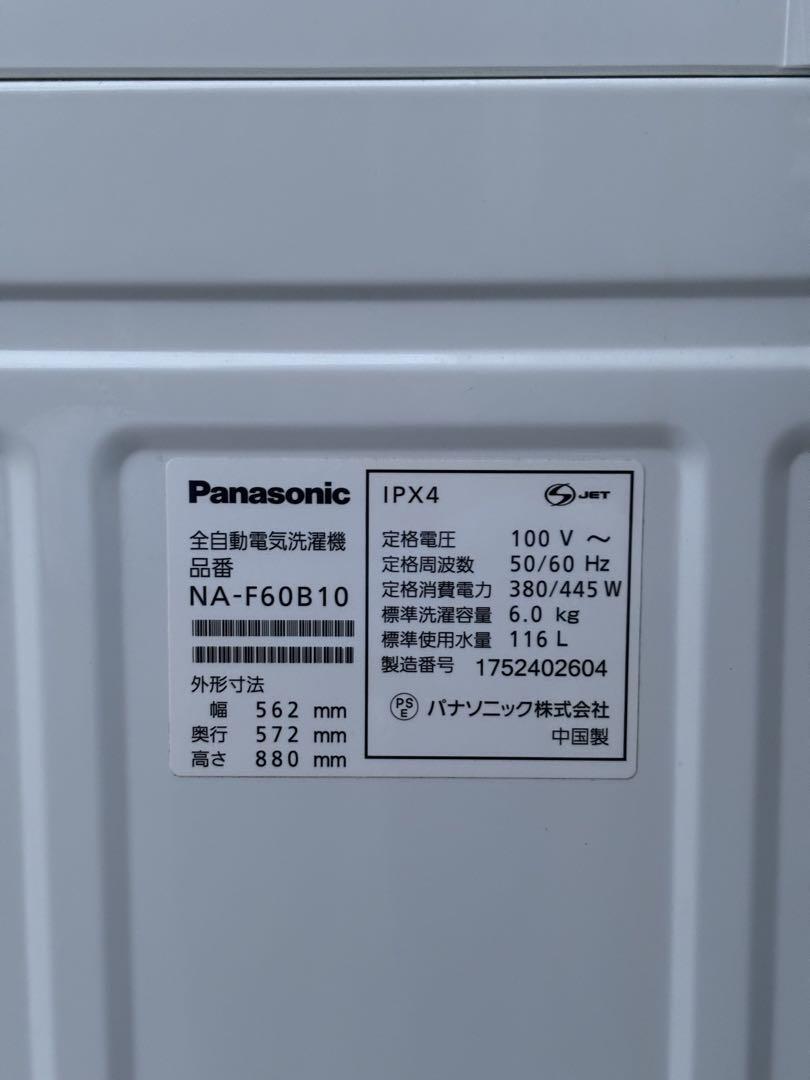 Panasonic
全自動電気洗濯機
品番
NA-F60B10
外形寸法
幅 562 mm
奥行 572 mm
高さ 880 mm
IPX4
S JET
定格電圧 100 V ～
定格周波数 50/60 Hz
定格消費電力 380/445 W
標準洗濯容量 6.0 kg
標準使用水量 116 L
製造番号 1752402604
PS
E パナソニック株式会社
中国製